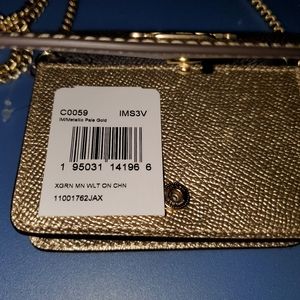 C0059 IMS3V
IM/Metallic Pale Gold
1 95031 14196 6
XGRN MN WLT ON CHN
11001762JAX